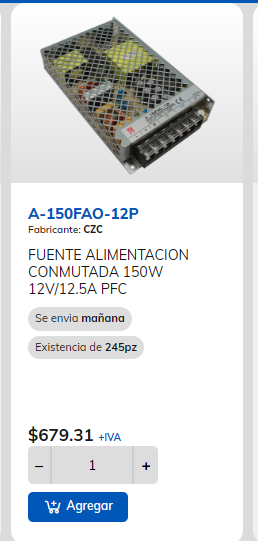 A-150FAO-12P
Fabricante: CZC
FUENTE ALIMENTACION
CONMUTADA 150W
12V/12.5A PFC
Se envia mañana
Existencia de 245pz
$679.31 +IVA
– 1 +
Agregar